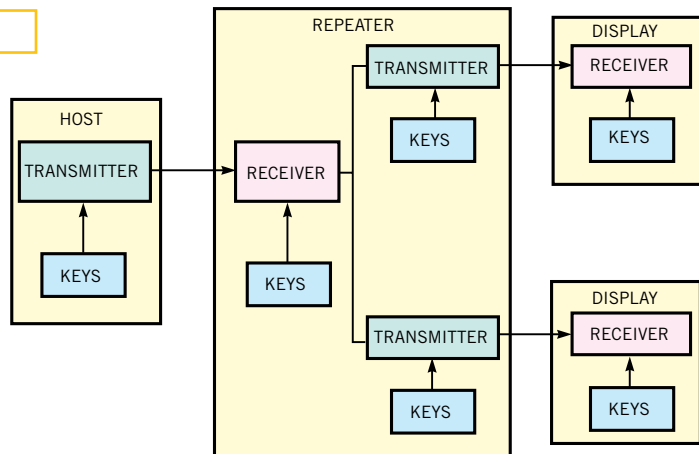 HOST
TRANSMITTER
KEYS
REPEATER
RECEIVER
KEYS
TRANSMITTER
KEYS
TRANSMITTER
KEYS
DISPLAY
RECEIVER
KEYS
DISPLAY
RECEIVER
KEYS